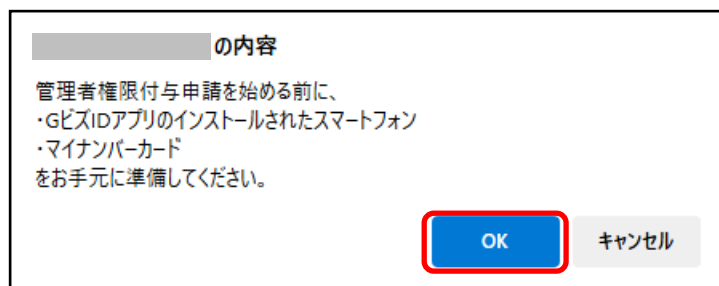 の内容
管理者権限付与申請を始める前に、
・GビズIDアプリのインストールされたスマートフォン
・マイナンバーカード
をお手元に準備してください。
OK キャンセル